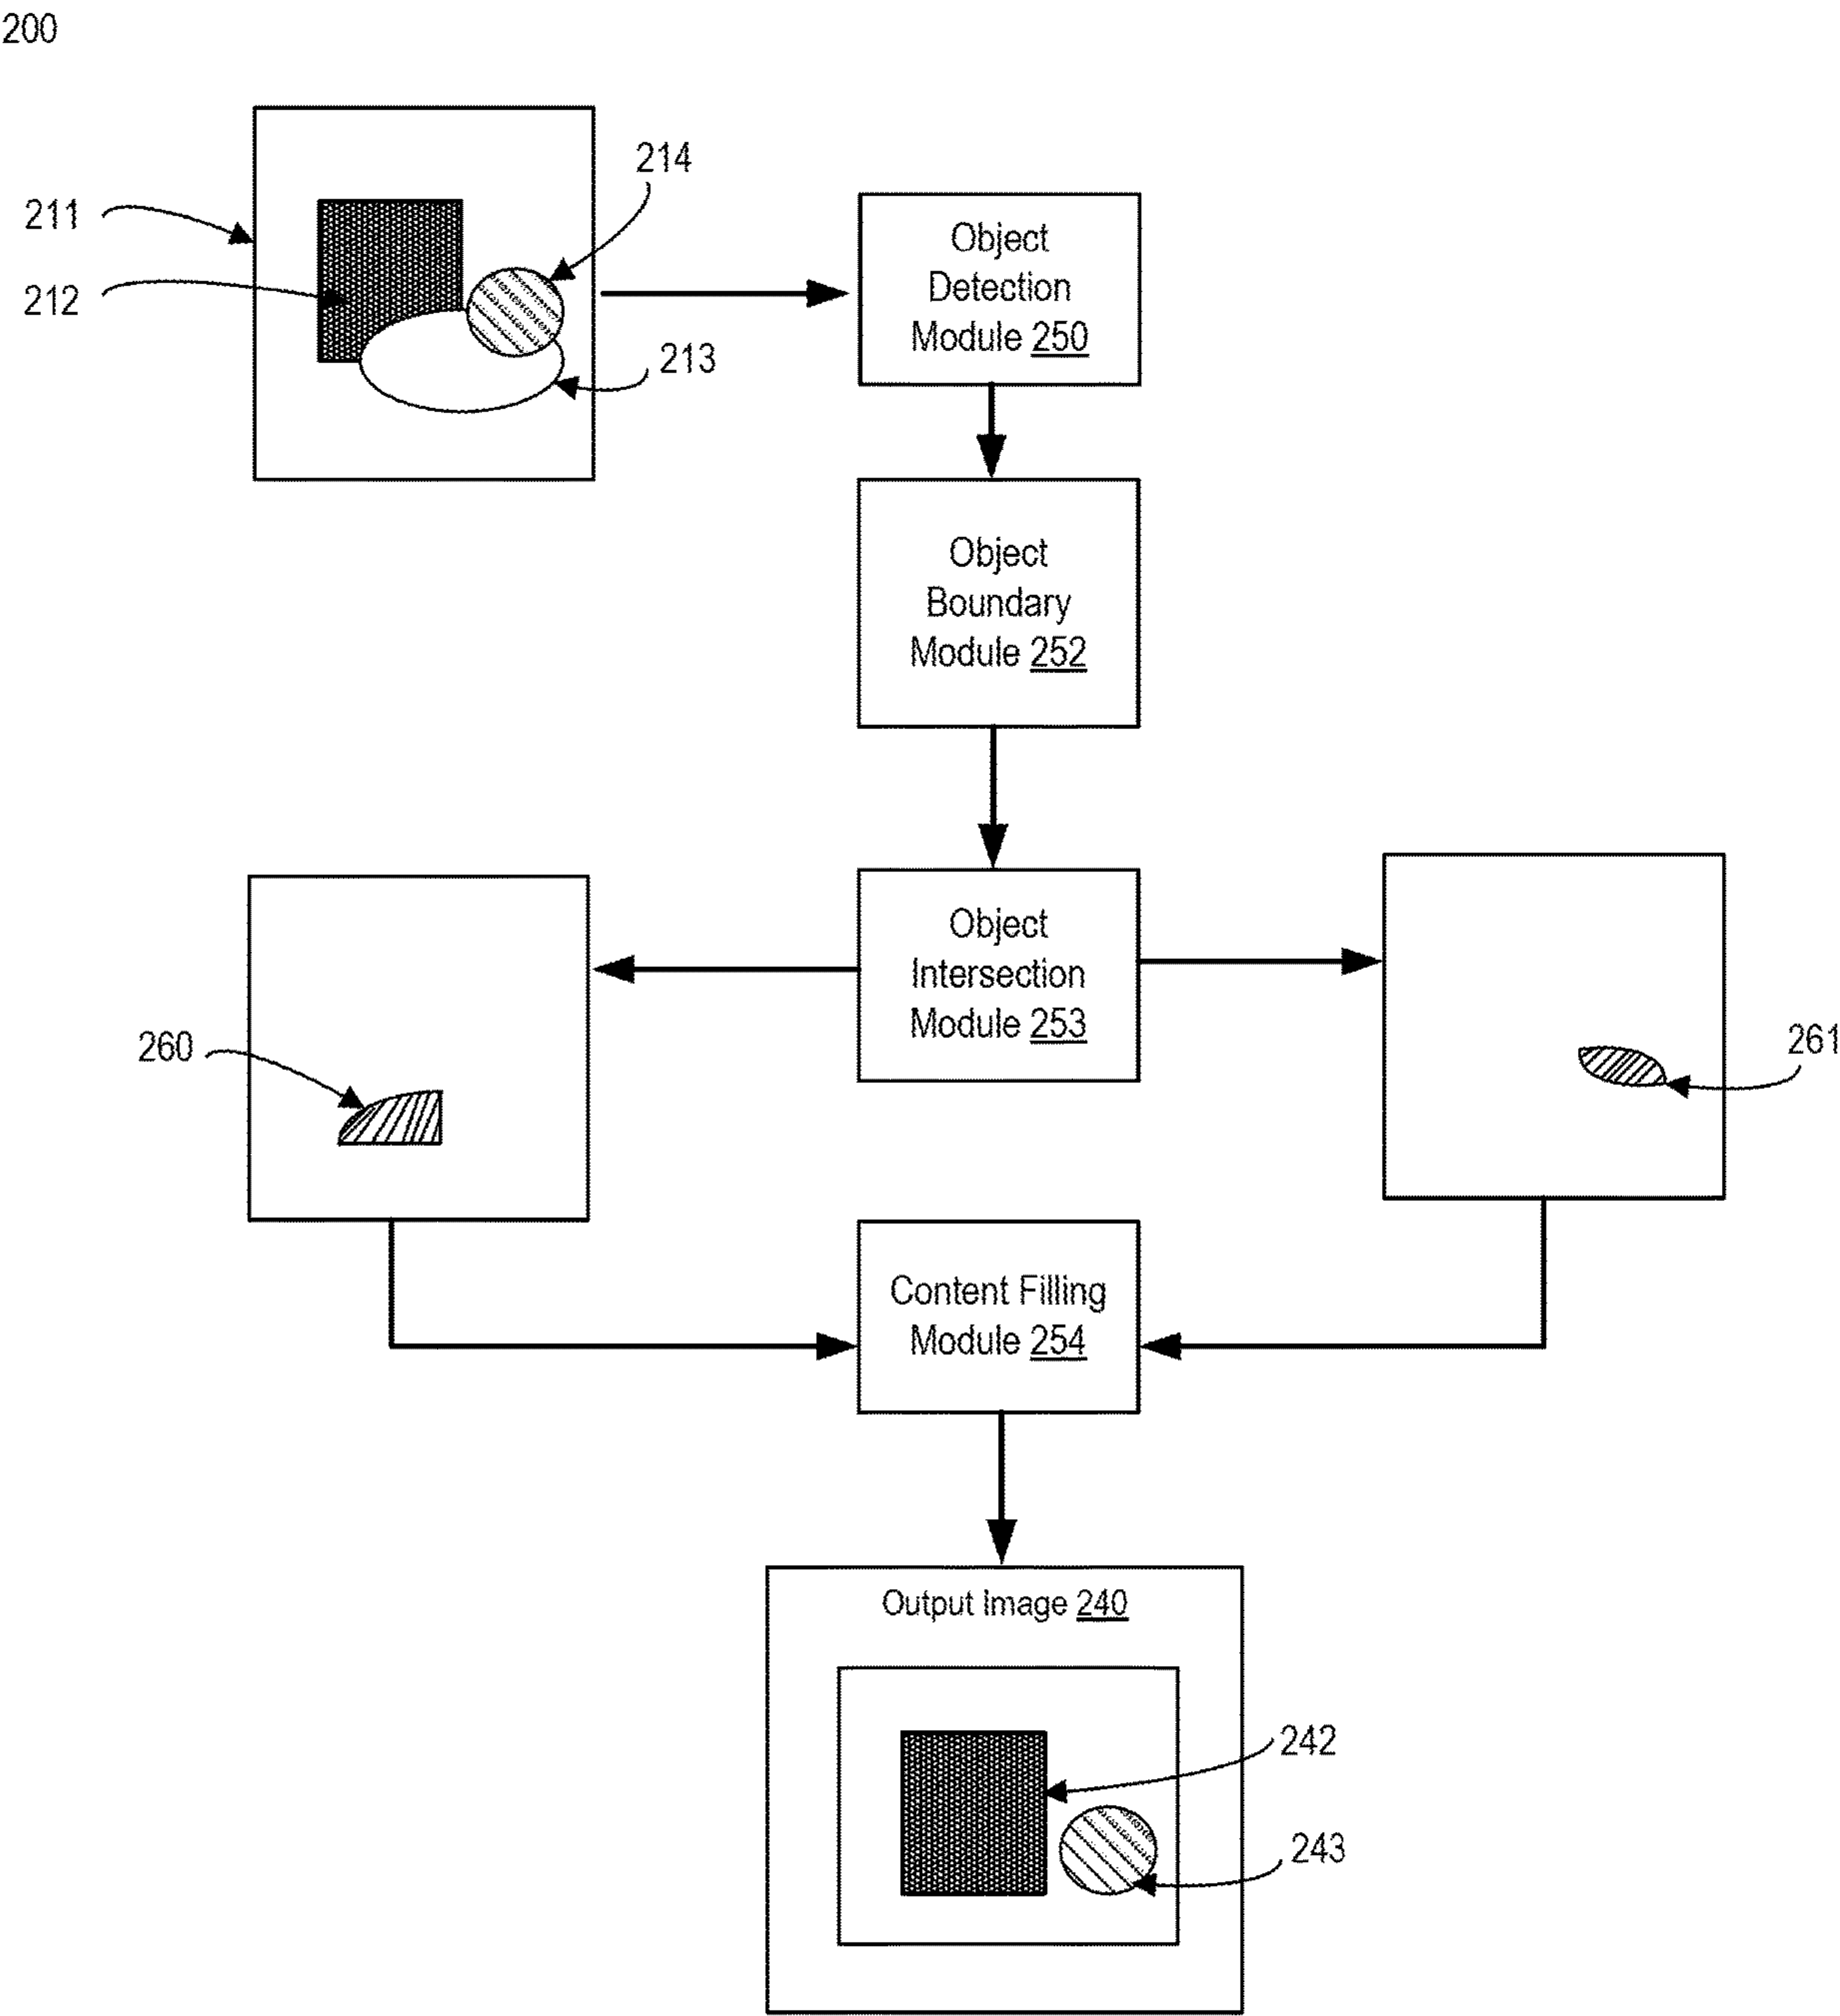 200
214
211
212
213
Object
Detection
Module 250
Object
Boundary
Module 252
Object
Intersection
Module 253
260
261
Content Filling
Module 254
Output Image 240
242
243